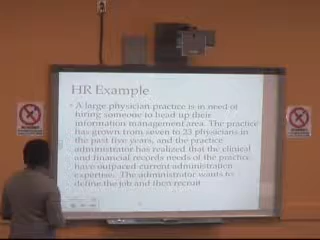 HR Example
• A large physician practice is in need of
hiring someone to head up their
information management area. The practice
has grown from seven to 23 physicians in
the past five years, and the practice
administrator has realized that the clinical
and financial records needs of the practice
have outpaced current administration
expertise. The administrator wants to
define the job and then recruit